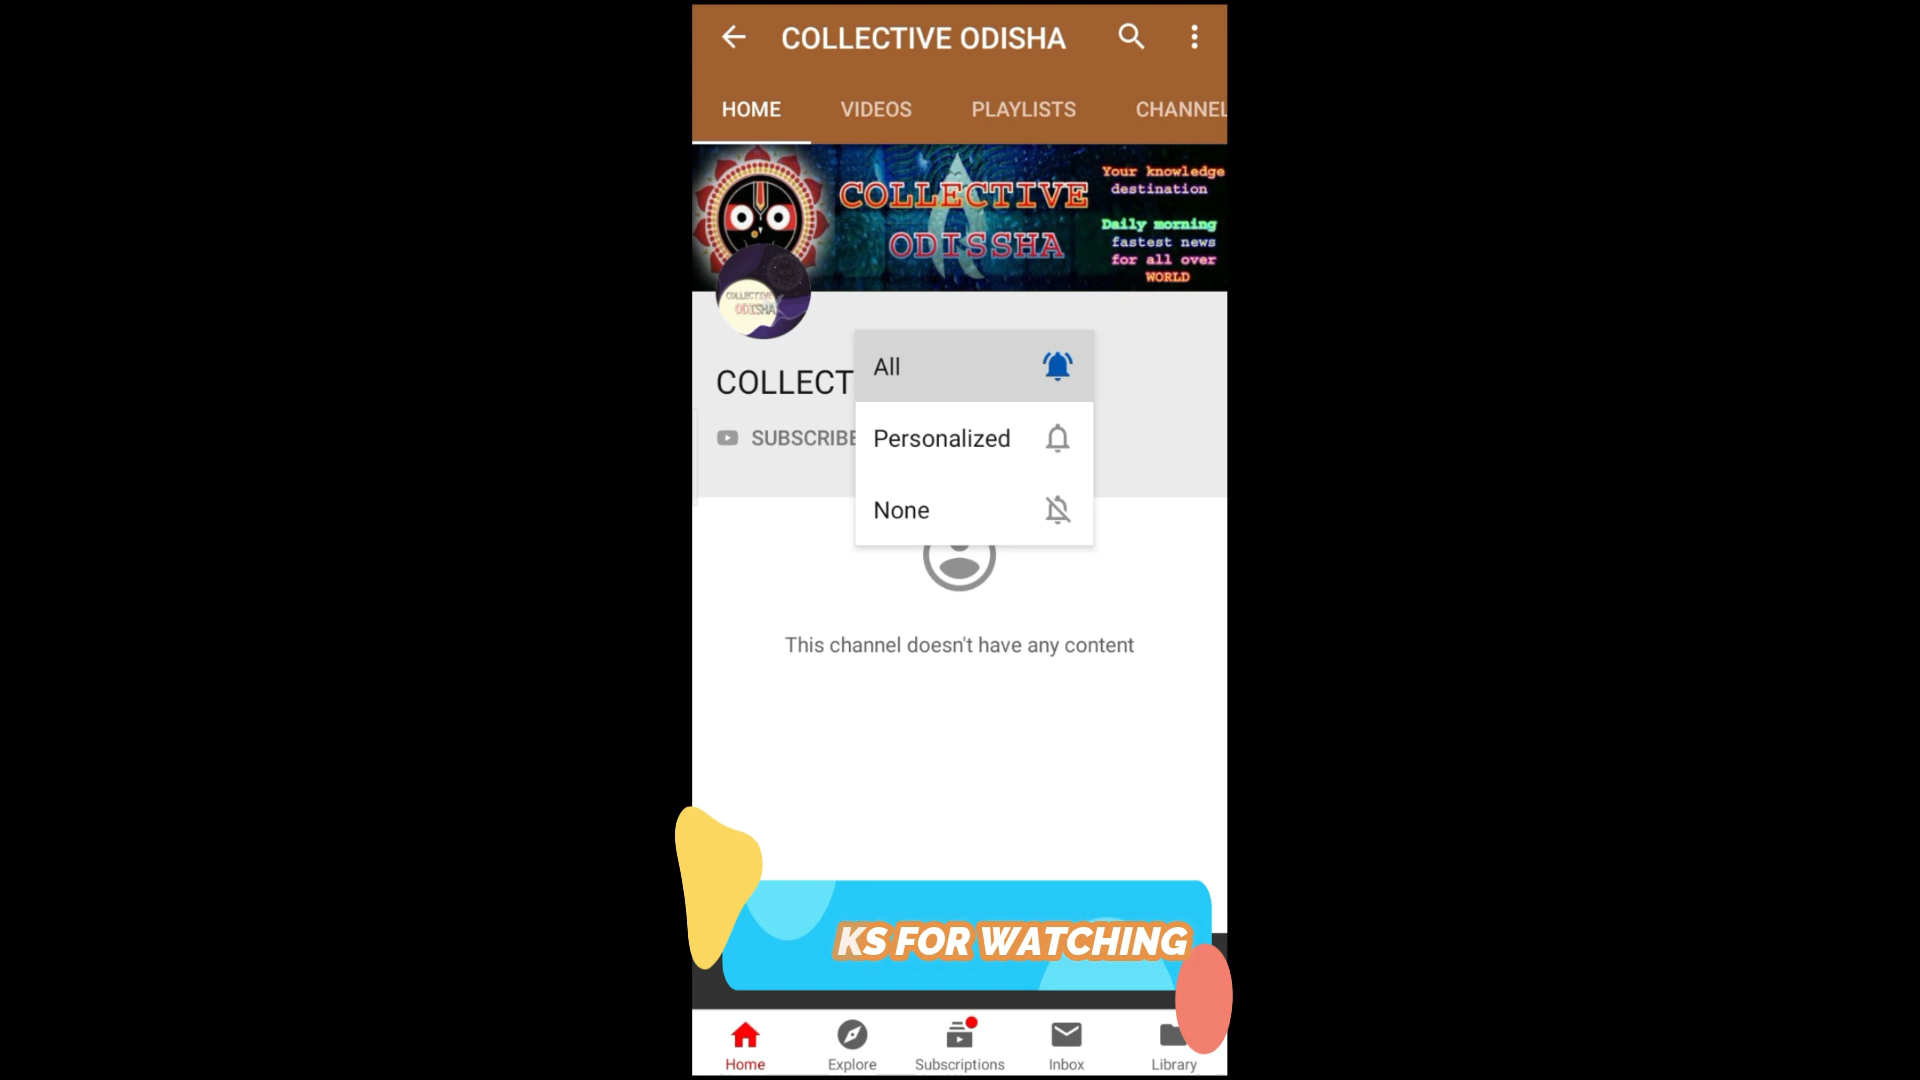 COLLECTIVE ODISHA
HOME VIDEOS PLAYLISTS CHANNEL
COLLECTIVE
ODISSHA
Your knowledge
destination
Daily morning
fastest news
for all over
WORLD
COLLECTIVE
ODISHA
COLLECT
SUBSCRIBE
All
Personalized
None
This channel doesn't have any content
KS FOR WATCHING
Home Explore Subscriptions Inbox Library